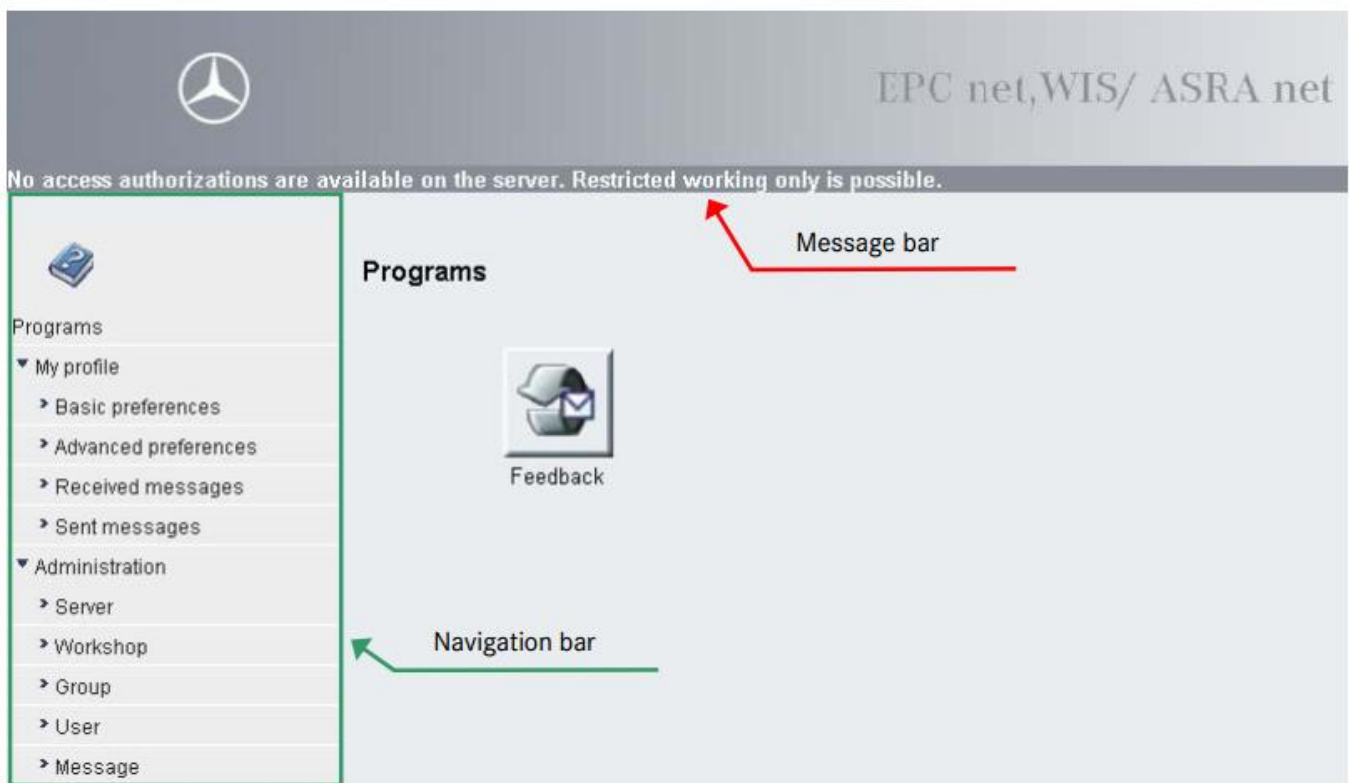 EPC net,WIS/ ASRA net
No access authorizations are available on the server. Restricted working only is possible.
Message bar
Programs
Programs
My profile
Basic preferences
Advanced preferences
Received messages
Sent messages
Feedback
Administration
Server
Workshop
Navigation bar
Group
User
Message